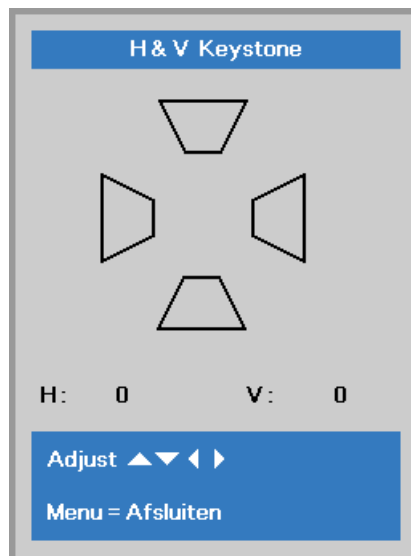 H & V Keystone
H: 0 V: 0
Adjust ▲▼◀▶
Menu = Afsluiten